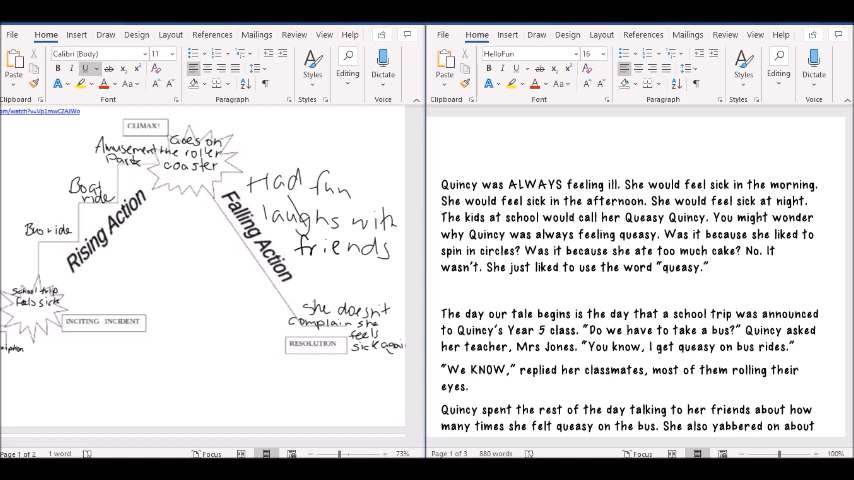 File Home Insert Draw Design Layout References Mailings Review View Help
Calibri (Body) 11
Paste
Styles
Editing
Dictate
Clipboard Font Paragraph Styles Voice
om/watch?v=Vp1mwCZAJWo
CLIMAX!
Goes on
the roller
coaster
Amusement
Park
Boat
ride
Bus ride
Rising Action
School trip
feels sick
INCITING INCIDENT
Had fun
laughs with
friends
Falling Action
She doesn't
complain she
feels
sick again
RESOLUTION
Page 1 of 2 1 word Focus 73%
File Home Insert Draw Design Layout References Mailings Review View Help
HelloFun 16
Paste
Styles
Editing
Dictate
Clipboard Font Paragraph Styles Voice
Quincy was ALWAYS feeling ill. She would feel sick in the morning.
She would feel sick in the afternoon. She would feel sick at night.
The kids at school would call her Queasy Quincy. You might wonder
why Quincy was always feeling queasy. Was it because she liked to
spin in circles? Was it because she ate too much cake? No. It
wasn't. She just liked to use the word "queasy."
The day our tale begins is the day that a school trip was announced
to Quincy's Year 5 class. "Do we have to take a bus?" Quincy asked
her teacher, Mrs Jones. "You know, I get queasy on bus rides."
"We KNOW," replied her classmates, most of them rolling their
eyes.
Quincy spent the rest of the day talking to her friends about how
many times she felt queasy on the bus. She also yabbered on about
Page 1 of 3 880 words Focus 100%